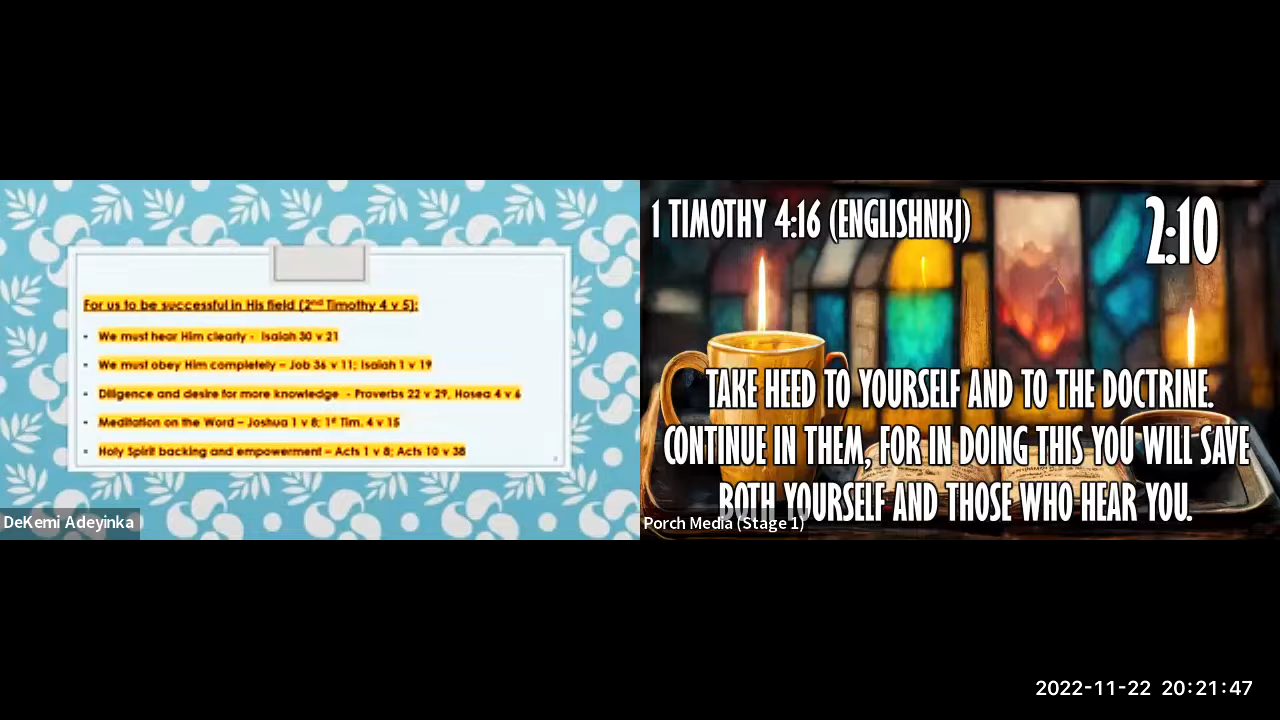 For us to be successful in His field (2nd Timothy 4 v 5):
▪ We must hear Him clearly - Isaiah 30 v 21
▪ We must obey Him completely – Job 36 v 11; Isaiah 1 v 19
▪ Diligence and desire for more knowledge - Proverbs 22 v 29, Hosea 4 v 6
▪ Meditation on the Word – Joshua 1 v 8; 1st Tim. 4 v 15
▪ Holy Spirit backing and empowerment – Acts 1 v 8; Acts 10 v 38
DeKemi Adeyinka
1 TIMOTHY 4:16 (ENGLISHNKJ)
2:10
TAKE HEED TO YOURSELF AND TO THE DOCTRINE.
CONTINUE IN THEM, FOR IN DOING THIS YOU WILL SAVE
BOTH YOURSELF AND THOSE WHO HEAR YOU.
Porch Media (Stage 1)
2022-11-22 20:21:47